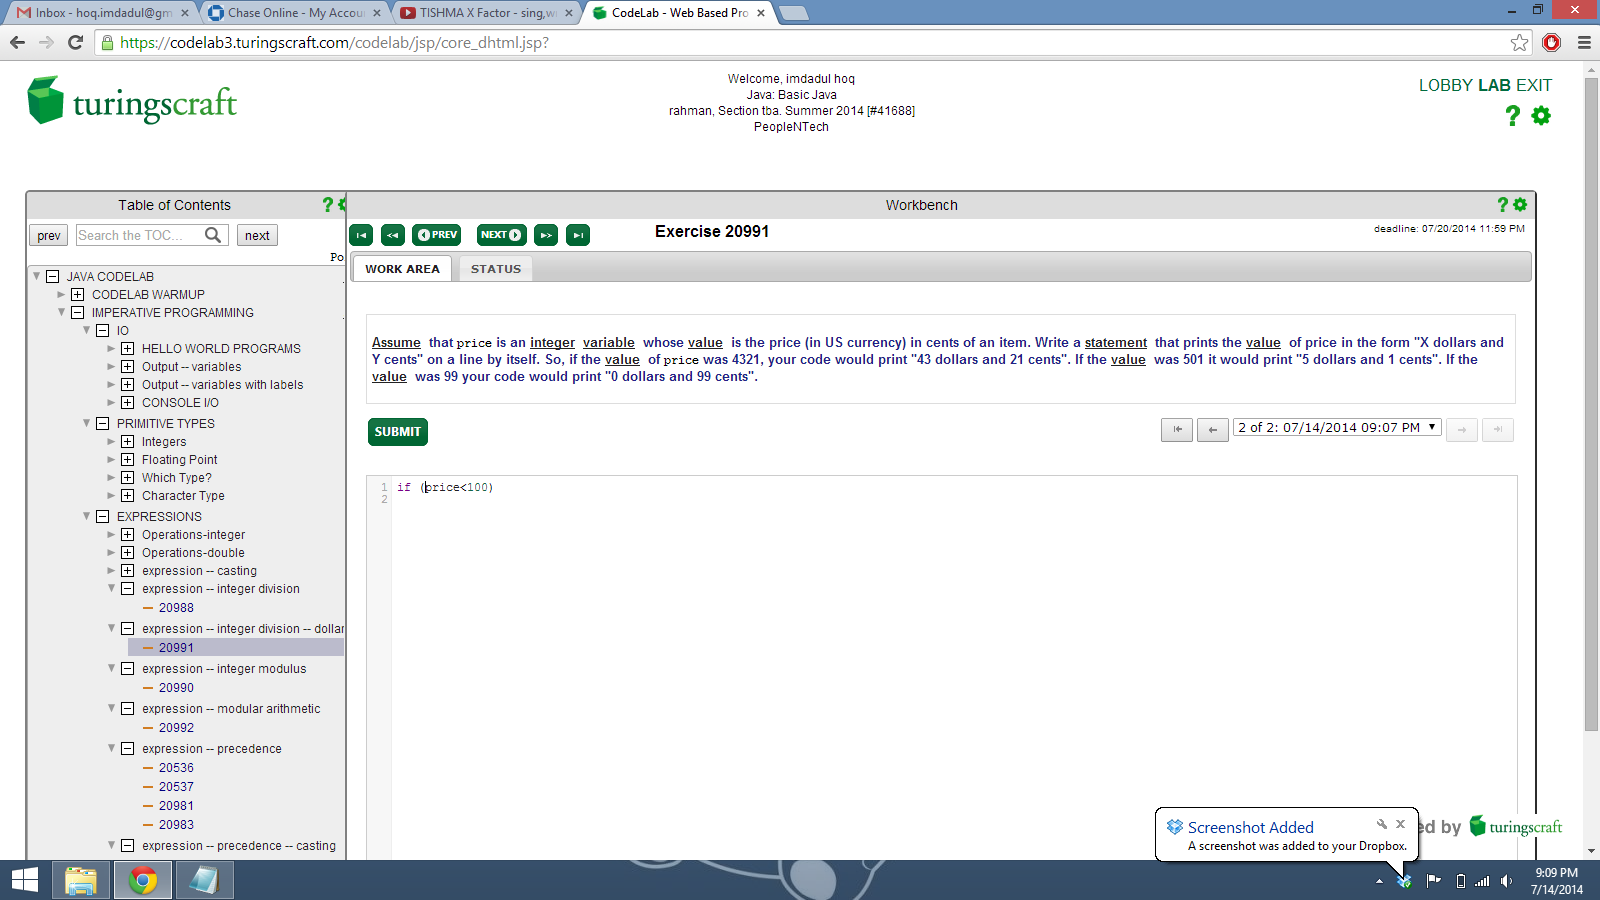 Inbox - hoq.imdadul@gm
Chase Online - My Accou
TISHMA X Factor - sing,w
CodeLab - Web Based Pro
https://codelab3.turingscraft.com/codelab/jsp/core_dhtml.jsp?
turingscraft
Welcome, imdadul hoq
Java: Basic Java
rahman, Section tba. Summer 2014 [#41688]
PeopleNTech
LOBBY LAB EXIT
Table of Contents
Workbench
prev
Search the TOC...
next
Po
PREV
NEXT
Exercise 20991
deadline: 07/20/2014 11:59 PM
WORK AREA
STATUS
JAVA CODELAB
CODELAB WARMUP
IMPERATIVE PROGRAMMING
IO
HELLO WORLD PROGRAMS
Output -- variables
Output -- variables with labels
CONSOLE I/O
PRIMITIVE TYPES
Integers
Floating Point
Which Type?
Character Type
EXPRESSIONS
Operations-integer
Operations-double
expression -- casting
expression -- integer division
20988
expression -- integer division -- dollar
20991
expression -- integer modulus
20990
expression -- modular arithmetic
20992
expression -- precedence
20536
20537
20981
20983
expression -- precedence -- casting
Assume that price is an integer variable whose value is the price (in US currency) in cents of an item. Write a statement that prints the value of price in the form "X dollars and
Y cents" on a line by itself. So, if the value of price was 4321, your code would print "43 dollars and 21 cents". If the value was 501 it would print "5 dollars and 1 cents". If the
value was 99 your code would print "0 dollars and 99 cents".
SUBMIT
2 of 2: 07/14/2014 09:07 PM
1 if (price<100)
2
Screenshot Added
A screenshot was added to your Dropbox.
ed by turingscraft
9:09 PM
7/14/2014